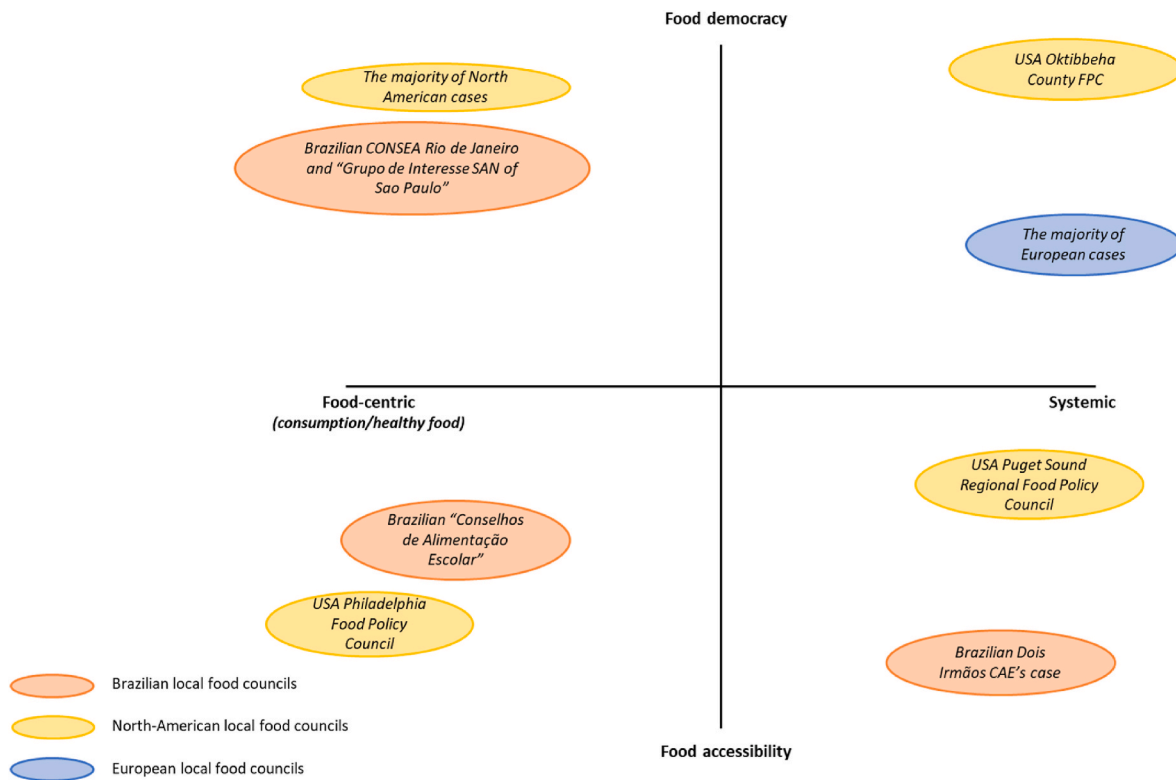 Food democracy
The majority of North
American cases
USA Oktibbeha
County FPC
Brazilian CONSEA Rio de Janeiro
and “Grupo de Interesse SAN of
Sao Paulo”
The majority of
European cases
Food-centric
(consumption/healthy food)
Systemic
USA Puget Sound
Regional Food Policy
Council
Brazilian “Conselhos
de Alimentação
Escolar”
USA Philadelphia
Food Policy
Council
Brazilian Dois
Irmãos CAE’s case
Brazilian local food councils
North-American local food councils
Food accessibility
European local food councils